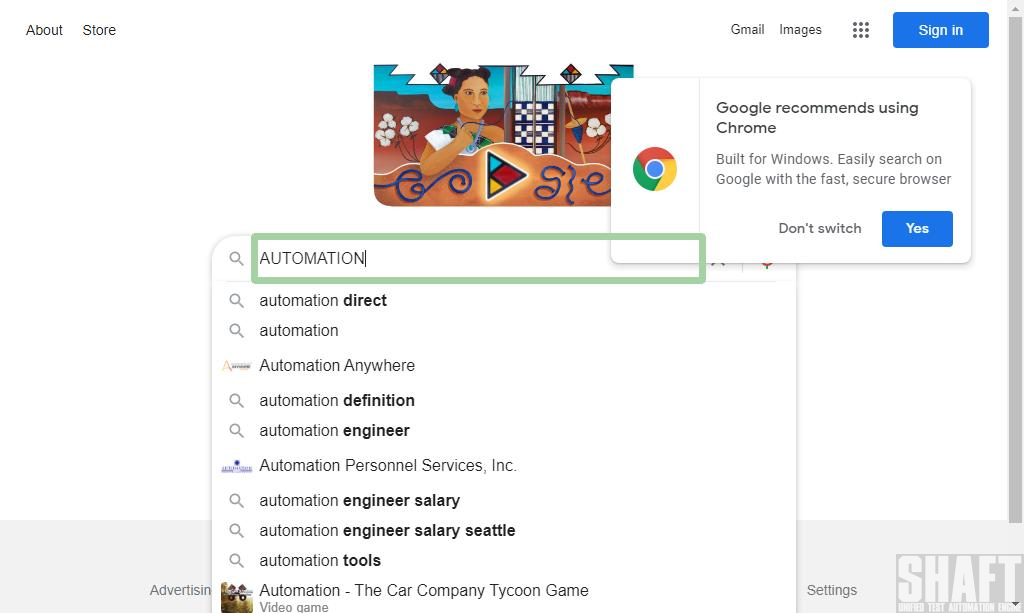 About Store
Gmail Images
Sign in
Google recommends using
Chrome
Built for Windows. Easily search on
Google with the fast, secure browser
Don't switch
Yes
AUTOMATION
automation direct
automation
Automation Anywhere
automation definition
automation engineer
Automation Personnel Services, Inc.
automation engineer salary
automation engineer salary seattle
automation tools
Automation - The Car Company Tycoon Game
Video game
Advertisin
Settings
SHAFT
UNIFIED TEST AUTOMATION ENGINE